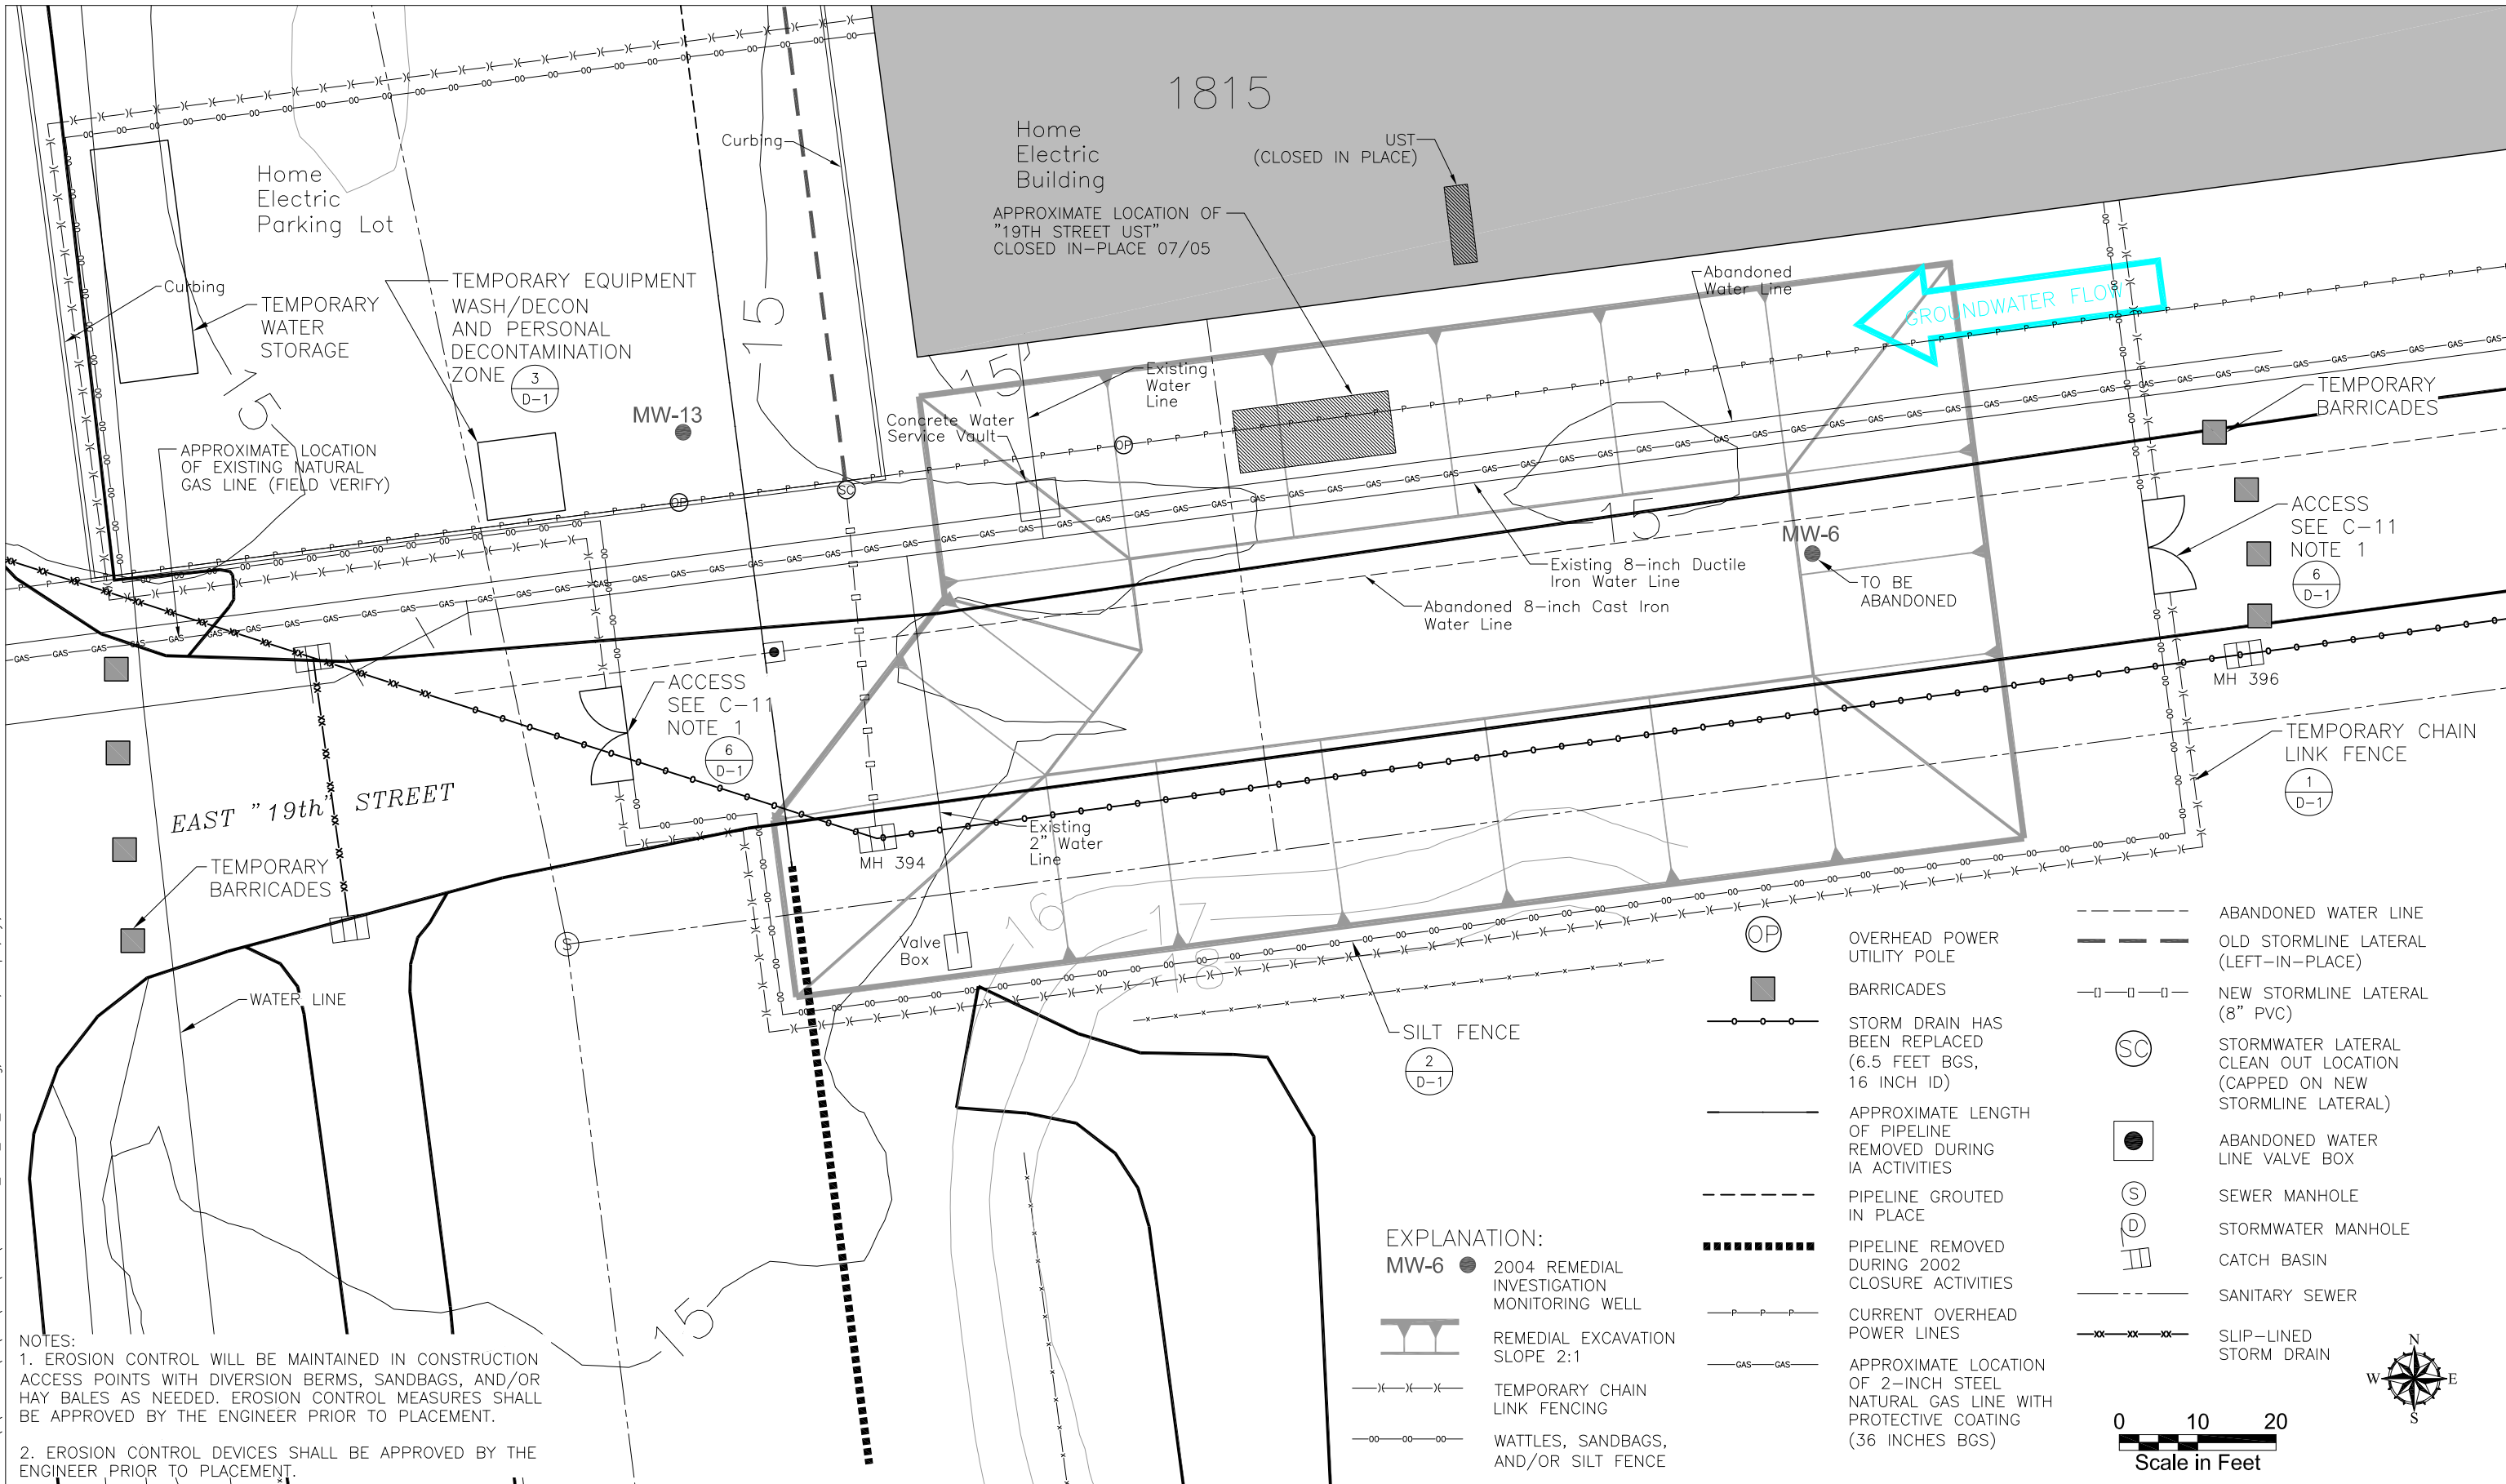 1815
Home
Electric
Building
UST
(CLOSED IN PLACE)
APPROXIMATE LOCATION OF
"19TH STREET UST"
CLOSED IN-PLACE 07/05
Curbing
Home
Electric
Parking Lot
Curbing
TEMPORARY
WATER
STORAGE
TEMPORARY EQUIPMENT
WASH/DECON
AND PERSONAL
DECONTAMINATION
ZONE
3
D-1
MW-13
15
15
15
Abandoned
Water Line
GROUNDWATER FLOW
Existing
Water
Line
Concrete Water
Service Vault
OP
OP
SC
TEMPORARY
BARRICADES
APPROXIMATE LOCATION
OF EXISTING NATURAL
GAS LINE (FIELD VERIFY)
15
MW-6
TO BE
ABANDONED
Existing 8-inch Ductile
Iron Water Line
Abandoned 8-inch Cast Iron
Water Line
ACCESS
SEE C-11
NOTE 1
6
D-1
MH 396
ACCESS
SEE C-11
NOTE 1
6
D-1
TEMPORARY CHAIN
LINK FENCE
1
D-1
EAST "19th" STREET
TEMPORARY
BARRICADES
MH 394
Existing
2" Water
Line
Valve
Box
S
16
17
18
WATER LINE
SILT FENCE
2
D-1
15
NOTES:
1. EROSION CONTROL WILL BE MAINTAINED IN CONSTRUCTION
ACCESS POINTS WITH DIVERSION BERMS, SANDBAGS, AND/OR
HAY BALES AS NEEDED. EROSION CONTROL MEASURES SHALL
BE APPROVED BY THE ENGINEER PRIOR TO PLACEMENT.
2. EROSION CONTROL DEVICES SHALL BE APPROVED BY THE
ENGINEER PRIOR TO PLACEMENT.
EXPLANATION:
MW-6 2004 REMEDIAL
INVESTIGATION
MONITORING WELL
REMEDIAL EXCAVATION
SLOPE 2:1
TEMPORARY CHAIN
LINK FENCING
WATTLES, SANDBAGS,
AND/OR SILT FENCE
OP OVERHEAD POWER
UTILITY POLE
BARRICADES
STORM DRAIN HAS
BEEN REPLACED
(6.5 FEET BGS,
16 INCH ID)
APPROXIMATE LENGTH
OF PIPELINE
REMOVED DURING
IA ACTIVITIES
PIPELINE GROUTED
IN PLACE
PIPELINE REMOVED
DURING 2002
CLOSURE ACTIVITIES
P P P CURRENT OVERHEAD
POWER LINES
GAS GAS APPROXIMATE LOCATION
OF 2-INCH STEEL
NATURAL GAS LINE WITH
PROTECTIVE COATING
(36 INCHES BGS)
ABANDONED WATER LINE
OLD STORMLINE LATERAL
(LEFT-IN-PLACE)
NEW STORMLINE LATERAL
(8" PVC)
SC STORMWATER LATERAL
CLEAN OUT LOCATION
(CAPPED ON NEW
STORMLINE LATERAL)
ABANDONED WATER
LINE VALVE BOX
S SEWER MANHOLE
D STORMWATER MANHOLE
CATCH BASIN
SANITARY SEWER
SLIP-LINED
STORM DRAIN
N
W E
S
0 10 20
Scale in Feet